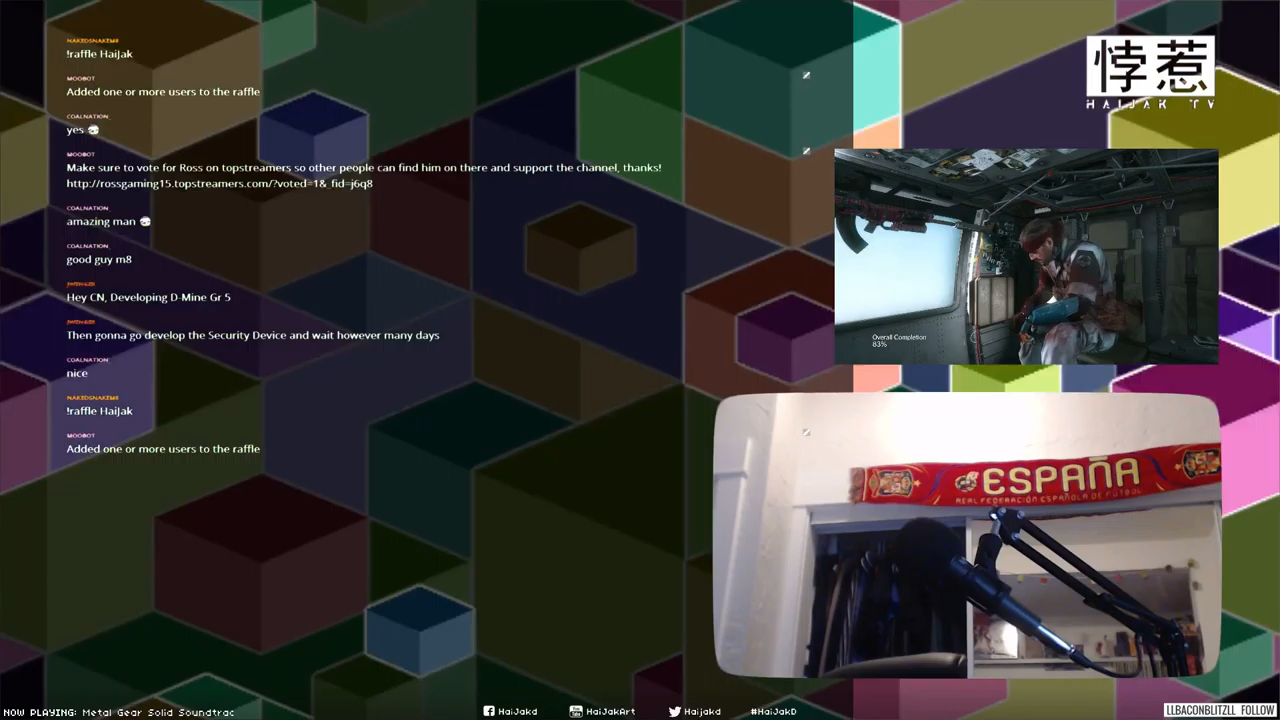 NAKEDSNAKEM8
!raffle HaiJak
MOOBOT
Added one or more users to the raffle
COALNATION
yes
MOOBOT
Make sure to vote for Ross on topstreamers so other people can find him on there and support the channel, thanks!
http://rossgaming15.topstreamers.com/?voted=1&_fid=j6q8
COALNATION
amazing man
COALNATION
good guy m8
Hey CN, Developing D-Mine Gr 5
Then gonna go develop the Security Device and wait however many days
COALNATION
nice
NAKEDSNAKEM8
!raffle HaiJak
MOOBOT
Added one or more users to the raffle
悖惹
HAIJAK TV
Overall Completion
83%
ESPAÑA
REAL FEDERACIÓN ESPAÑOLA DE FÚTBOL
NOW PLAYING: Metal Gear Solid Soundtrac
HaiJakd
HaiJakArt
Haijakd
#HaiJakD
LLBACONBLITZLL FOLLOW